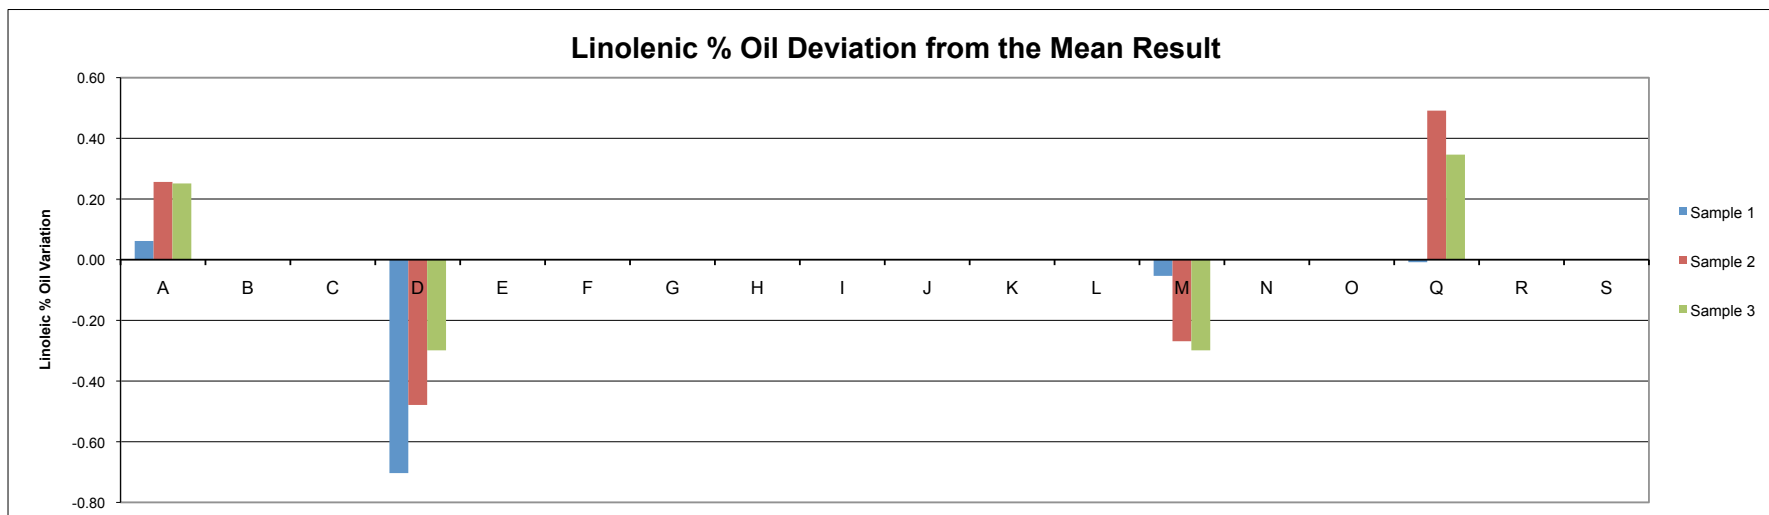 Linolenic % Oil Deviation from the Mean Result
Linoleic % Oil Variation
0.60
0.40
0.20
0.00
-0.20
-0.40
-0.60
-0.80
A B C D E F G H I J K L M N O Q R S
Sample 1
Sample 2
Sample 3